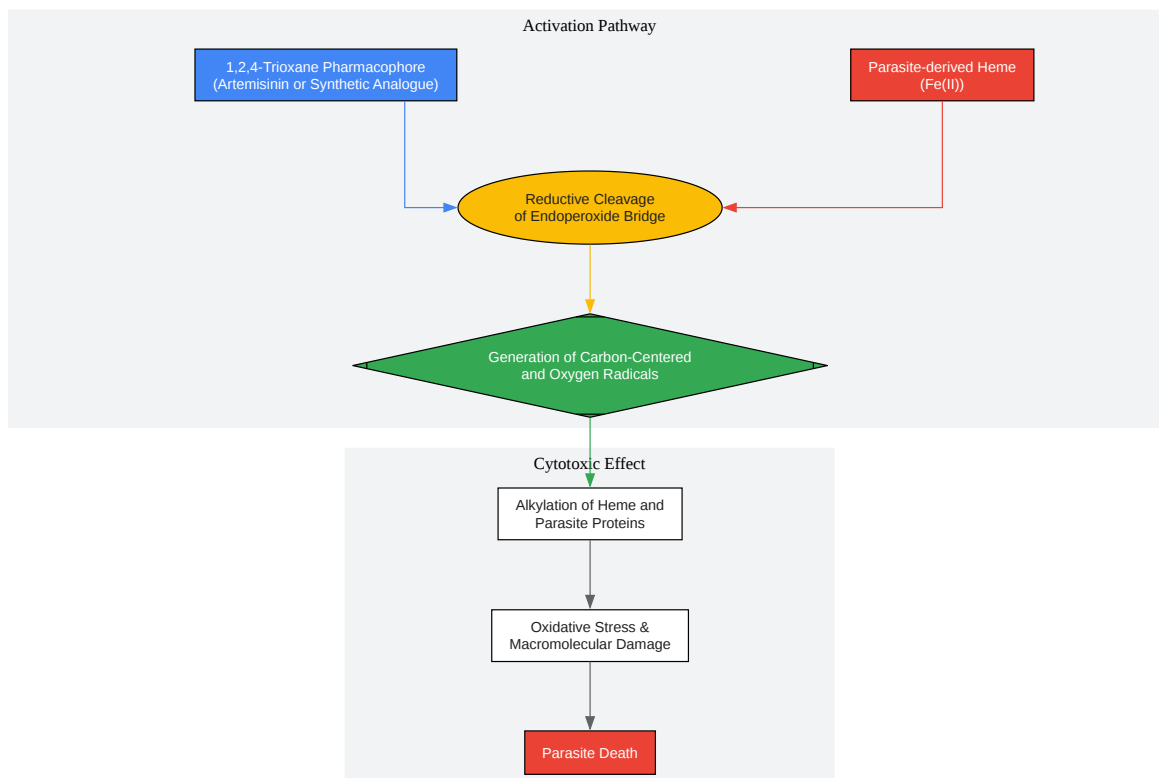 Activation Pathway
1,2,4-Trioxane Pharmacophore
(Artemisinin or Synthetic Analogue)
Parasite-derived Heme
(Fe(II))
Reductive Cleavage
of Endoperoxide Bridge
Generation of Carbon-Centered
and Oxygen Radicals
Cytotoxic Effect
Alkylation of Heme and
Parasite Proteins
Oxidative Stress &
Macromolecular Damage
Parasite Death